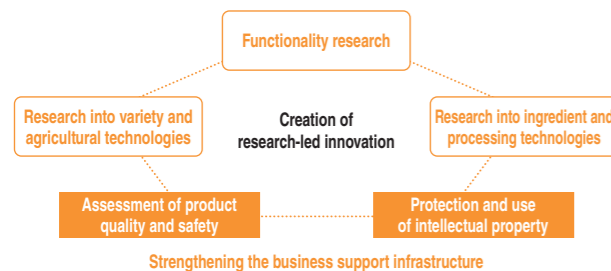 Functionality research
Research into variety and
agricultural technologies
Creation of
research-led innovation
Research into ingredient and
processing technologies
Assessment of product
quality and safety
Protection and use
of intellectual property
Strengthening the business support infrastructure